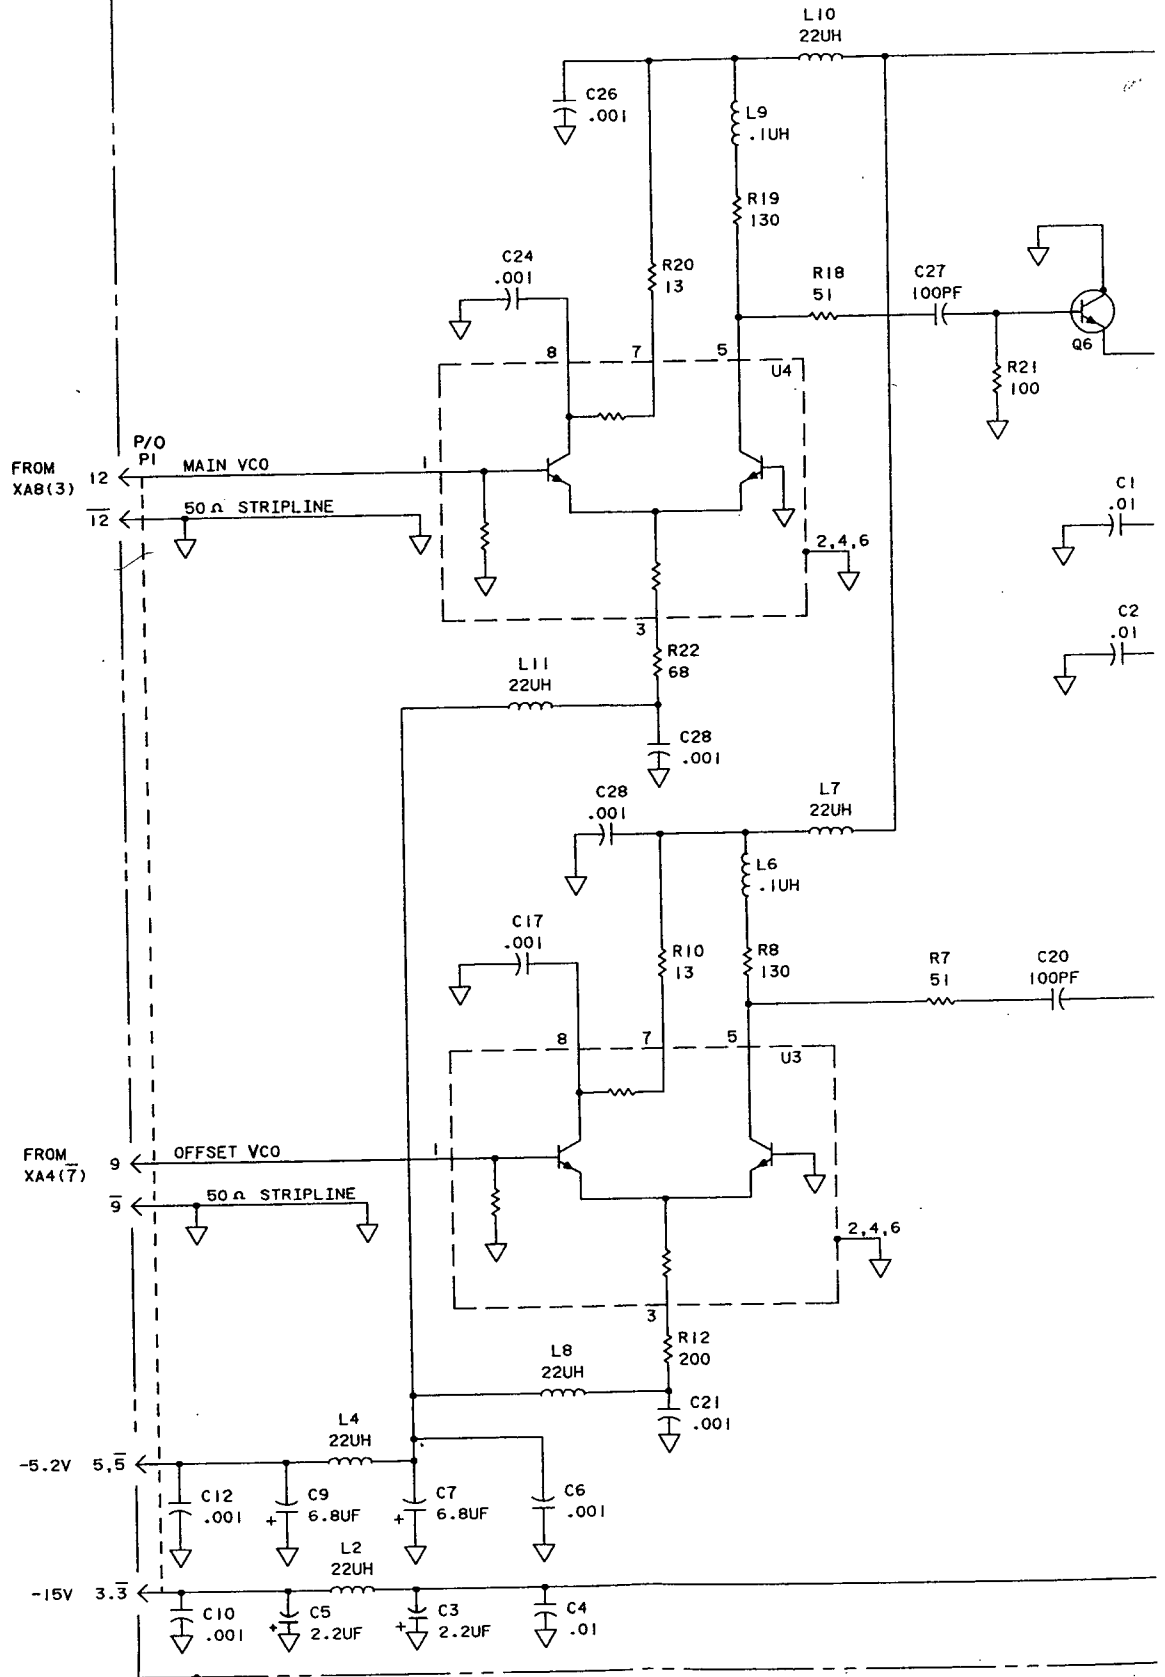 L10
22UH
C26
.001
L9
.1UH
R19
130
C24
.001
R20
13
R18
51
C27
100PF
Q6
R21
100
8
7
5
U4
P/O
P1
FROM
XA8(3)
12
MAIN VCO
1
1̅2̅
50Ω STRIPLINE
2,4,6
C1
.01
C2
.01
3
R22
68
L11
22UH
C28
.001
C28
.001
L7
22UH
L6
.1UH
C17
.001
R10
13
R8
130
R7
51
C20
100PF
8
7
5
U3
FROM
XA4(7̅)
9
OFFSET VCO
1
9̅
50Ω STRIPLINE
2,4,6
3
R12
200
L8
22UH
C21
.001
L4
22UH
-5.2V
5,5̅
C12
.001
C9
6.8UF
+
C7
6.8UF
+
C6
.001
L2
22UH
-15V
3.3̅
C10
.001
C5
2.2UF
+
C3
2.2UF
+
C4
.01